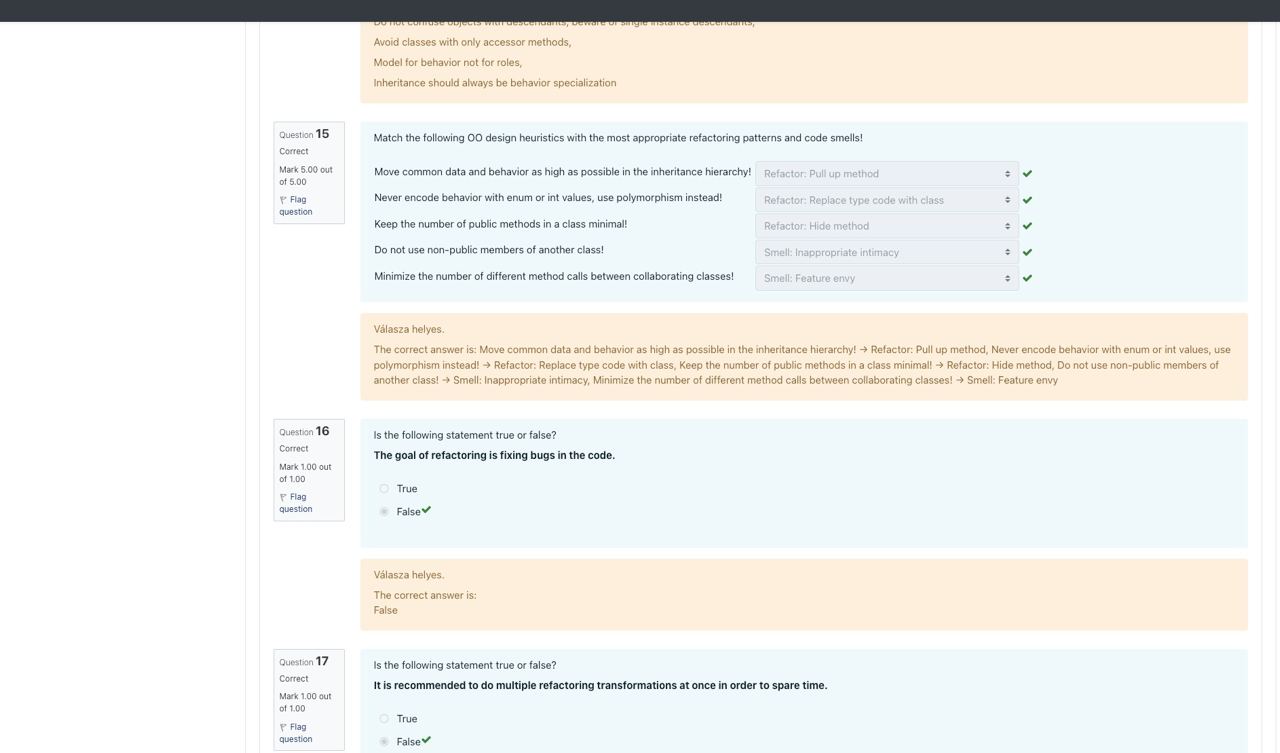 Do not confuse objects with descendants, beware of single instance descendants,
Avoid classes with only accessor methods,
Model for behavior not for roles,
Inheritance should always be behavior specialization
Question 15
Correct
Mark 5.00 out
of 5.00
Flag
question
Match the following OO design heuristics with the most appropriate refactoring patterns and code smells!
Move common data and behavior as high as possible in the inheritance hierarchy! Refactor: Pull up method
Never encode behavior with enum or int values, use polymorphism instead! Refactor: Replace type code with class
Keep the number of public methods in a class minimal! Refactor: Hide method
Do not use non-public members of another class! Smell: Inappropriate intimacy
Minimize the number of different method calls between collaborating classes! Smell: Feature envy
Válasza helyes.
The correct answer is: Move common data and behavior as high as possible in the inheritance hierarchy! → Refactor: Pull up method, Never encode behavior with enum or int values, use
polymorphism instead! → Refactor: Replace type code with class, Keep the number of public methods in a class minimal! → Refactor: Hide method, Do not use non-public members of
another class! → Smell: Inappropriate intimacy, Minimize the number of different method calls between collaborating classes! → Smell: Feature envy
Question 16
Correct
Mark 1.00 out
of 1.00
Flag
question
Is the following statement true or false?
The goal of refactoring is fixing bugs in the code.
True
False
Válasza helyes.
The correct answer is:
False
Question 17
Correct
Mark 1.00 out
of 1.00
Flag
question
Is the following statement true or false?
It is recommended to do multiple refactoring transformations at once in order to spare time.
True
False